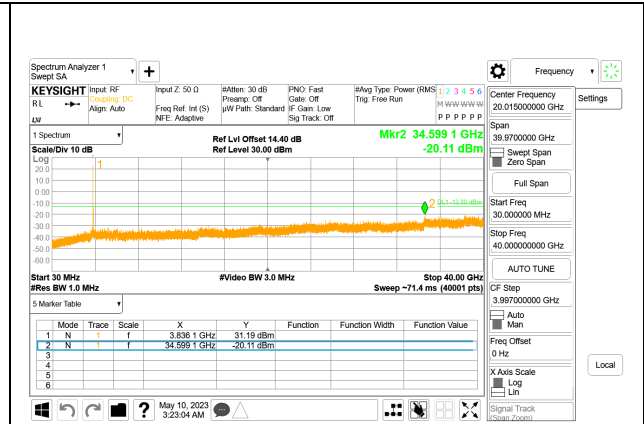 Spectrum Analyzer 1
Swept SA
+
Frequency
KEYSIGHT
RL
Input: RF
Coupling: DC
Align: Auto
Input Z: 50 Ω
Freq Ref: Int (S)
NFE: Adaptive
#Atten: 30 dB
Preamp: Off
µW Path: Standard
PNO: Fast
Gate: Off
IF Gain: Low
Sig Track: Off
#Avg Type: Power (RMS
Trig: Free Run
1 2 3 4 5 6
M W W W W W
P P P P P P
Center Frequency
20.015000000 GHz
Settings
1 Spectrum
Scale/Div 10 dB
Ref Lvl Offset 14.40 dB
Ref Level 30.00 dBm
Mkr2 34.599 1 GHz
-20.11 dBm
Span
39.9700000 GHz
Swept Span
Zero Span
Log
20.0
10.0
0.00
-10.0
-20.0
-30.0
-40.0
-50.0
-60.0
1
2
DL1 -13.00 dBm
Full Span
Start Freq
30.000000 MHz
Stop Freq
40.000000000 GHz
AUTO TUNE
Start 30 MHz
#Res BW 1.0 MHz
#Video BW 3.0 MHz
Stop 40.00 GHz
Sweep ~71.4 ms (40001 pts)
CF Step
3.997000000 GHz
Auto
Man
5 Marker Table
Mode Trace Scale X Y Function Function Width Function Value
1 N 1 f 3.836 1 GHz 31.19 dBm
2 N 1 f 34.599 1 GHz -20.11 dBm
3
4
5
6
Freq Offset
0 Hz
X Axis Scale
Log
Lin
Local
Signal Track
(Span Zoom)
?
May 10, 2023
3:23:04 AM